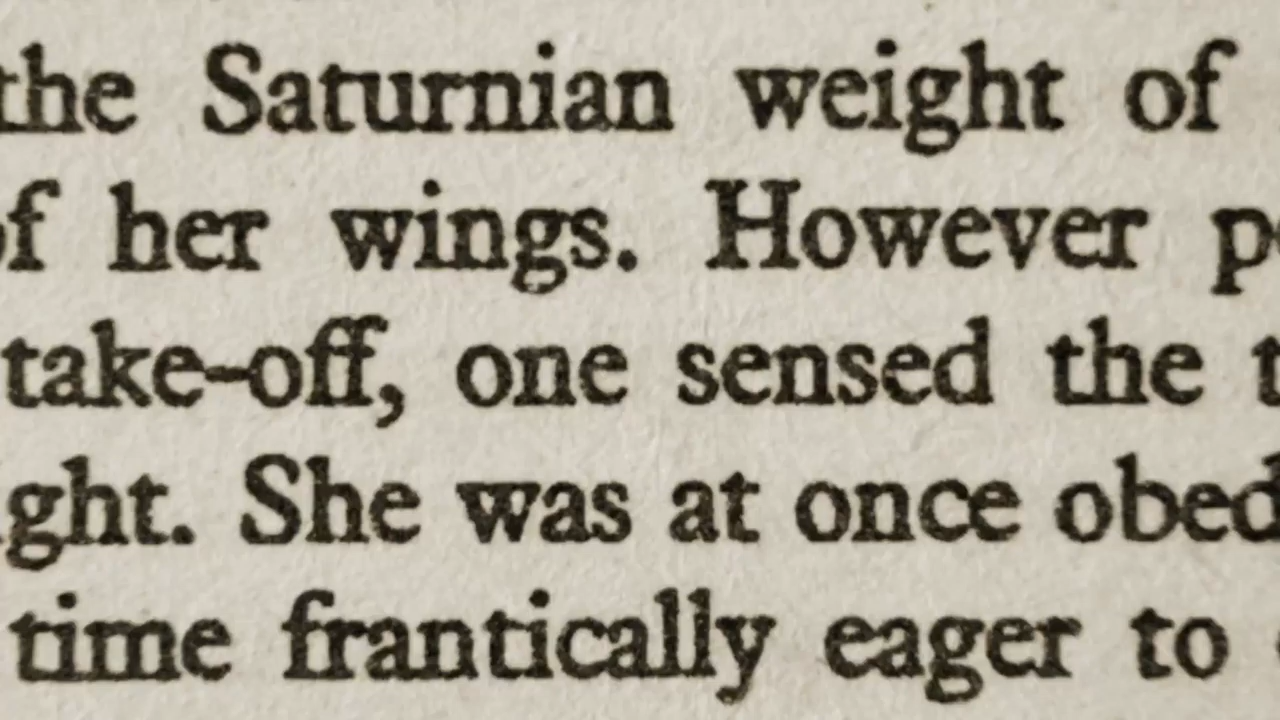 the Saturnian weight of
of her wings. However
take-off, one sensed the
She was at once
time frantically eager to